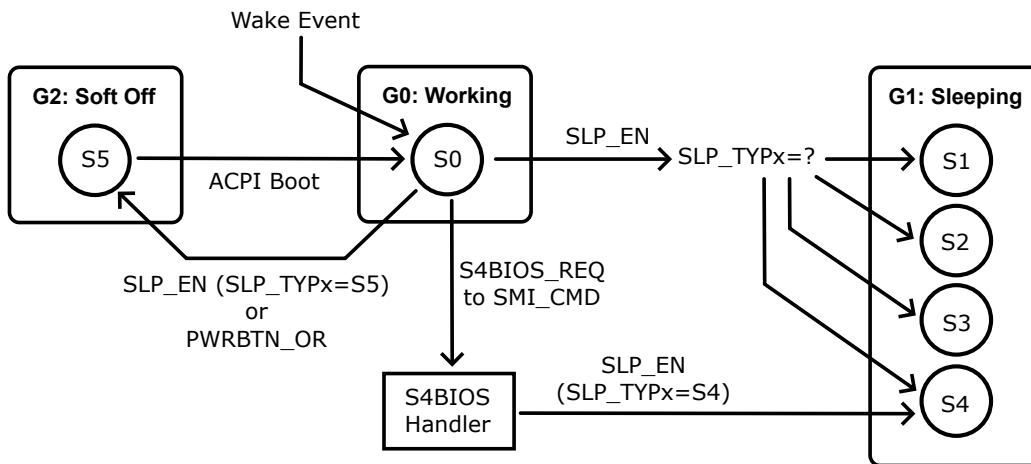 Wake Event
G2: Soft Off
G0: Working
G1: Sleeping
S5
ACPI Boot
S0
SLP_EN
SLP_TYPx=?
S1
S2
S3
S4
SLP_EN (SLP_TYPx=S5)
or
PWRBTN_OR
S4BIOS_REQ
to SMI_CMD
S4BIOS
Handler
SLP_EN
(SLP_TYPx=S4)